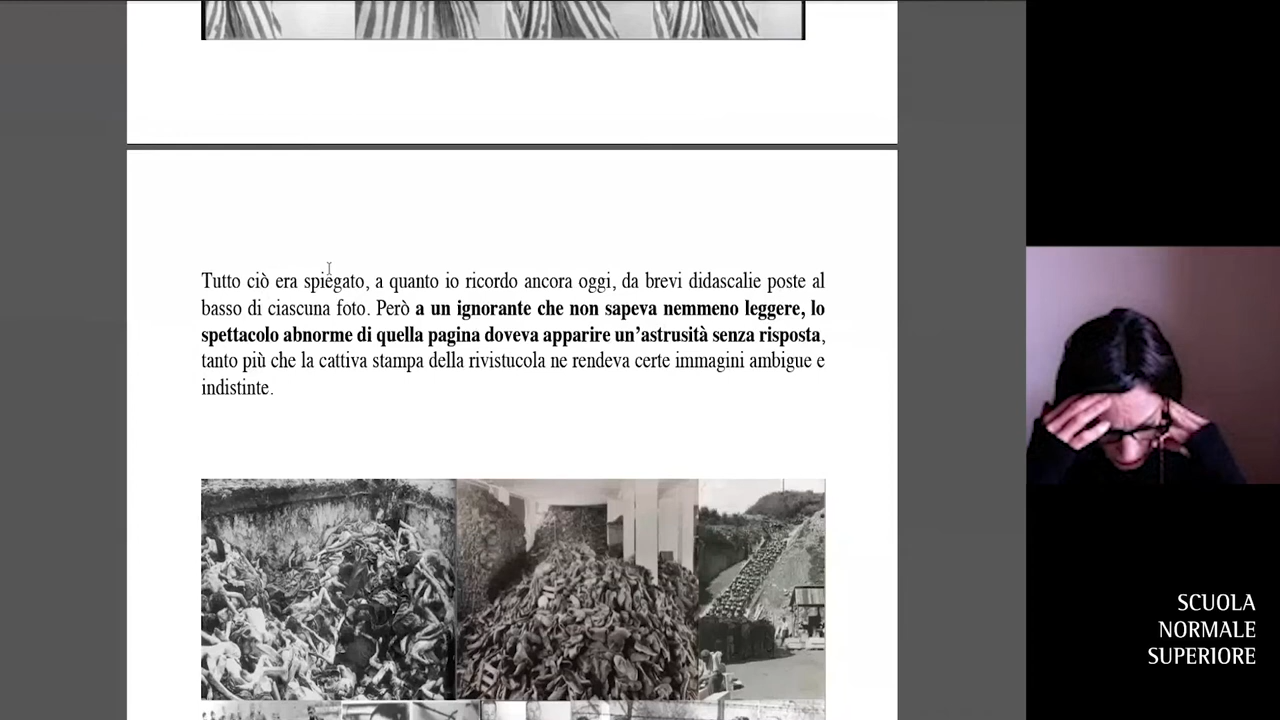 Tutto ciò era spiegato, a quanto io ricordo ancora oggi, da brevi didascalie poste al
basso di ciascuna foto. Però a un ignorante che non sapeva nemmeno leggere, lo
spettacolo abnorme di quella pagina doveva apparire un’astrusità senza risposta,
tanto più che la cattiva stampa della rivistucola ne rendeva certe immagini ambigue e
indistinte.
SCUOLA
NORMALE
SUPERIORE